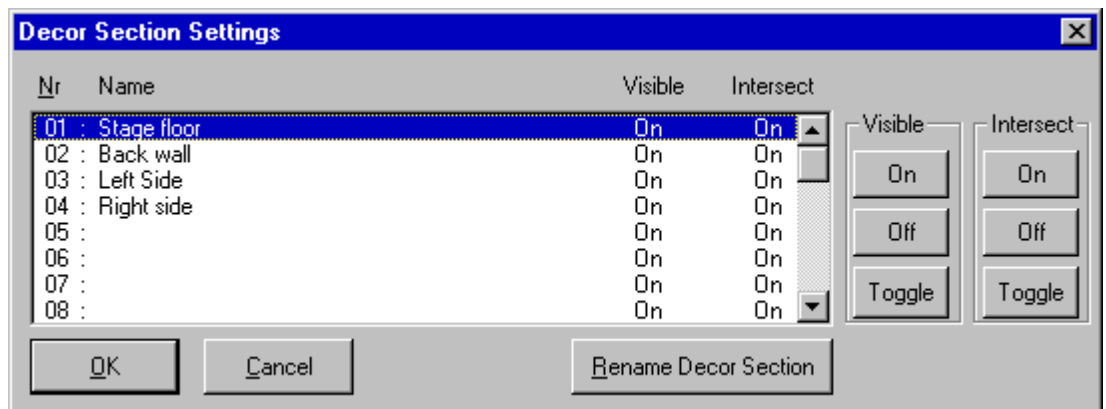 Decor Section Settings
Nr Name Visible Intersect
01 : Stage floor On On
02 : Back wall On On
03 : Left Side On On
04 : Right side On On
05 : On On
06 : On On
07 : On On
08 : On On
Visible
On
Off
Toggle
Intersect
On
Off
Toggle
OK Cancel Rename Decor Section